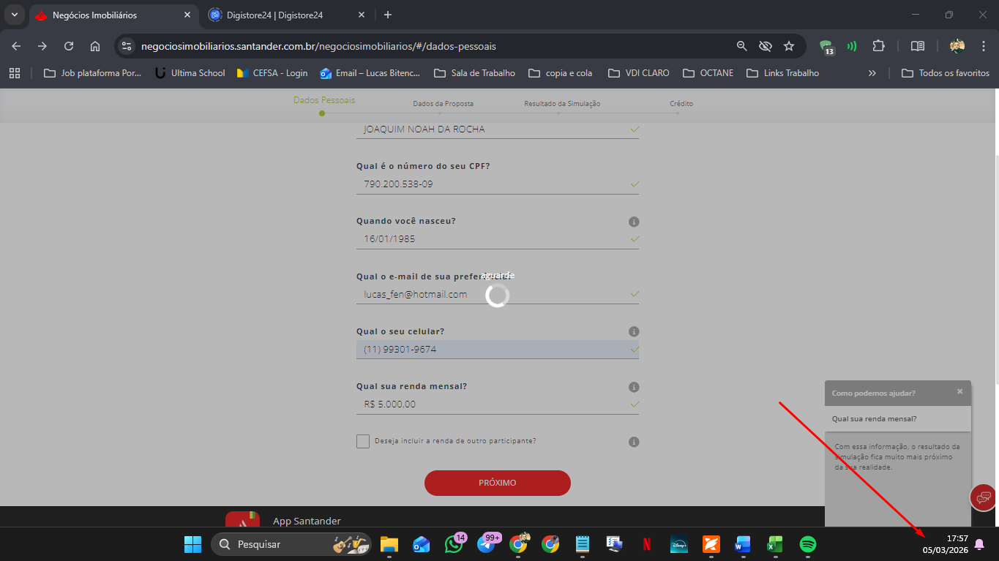 Negócios Imobiliários
Digistore24 | Digistore24
negociosimobiliarios.santander.com.br/negociosimobiliarios/#/dados-pessoais
13
Job plataforma Por...
Ultima School
CEFSA - Login
Email – Lucas Bitenc...
Sala de Trabalho
copia e cola
VDI CLARO
OCTANE
Links Trabalho
Todos os favoritos
Dados Pessoais
Dados da Proposta
Resultado da Simulação
Crédito
JOAQUIM NOAH DA ROCHA
Qual é o número do seu CPF?
790.200.538-09
Quando você nasceu?
16/01/1985
Qual o e-mail de sua preferência?
aguarde
lucas_fen@hotmail.com
Qual o seu celular?
(11) 99301-9674
Qual sua renda mensal?
R$ 5.000,00
Deseja incluir a renda de outro participante?
PRÓXIMO
Como podemos ajudar?
Qual sua renda mensal?
Com essa informação, o resultado da
simulação fica muito mais próximo
da sua realidade.
App Santander
Pesquisar
14
99+
Disney+
17:57
05/03/2026